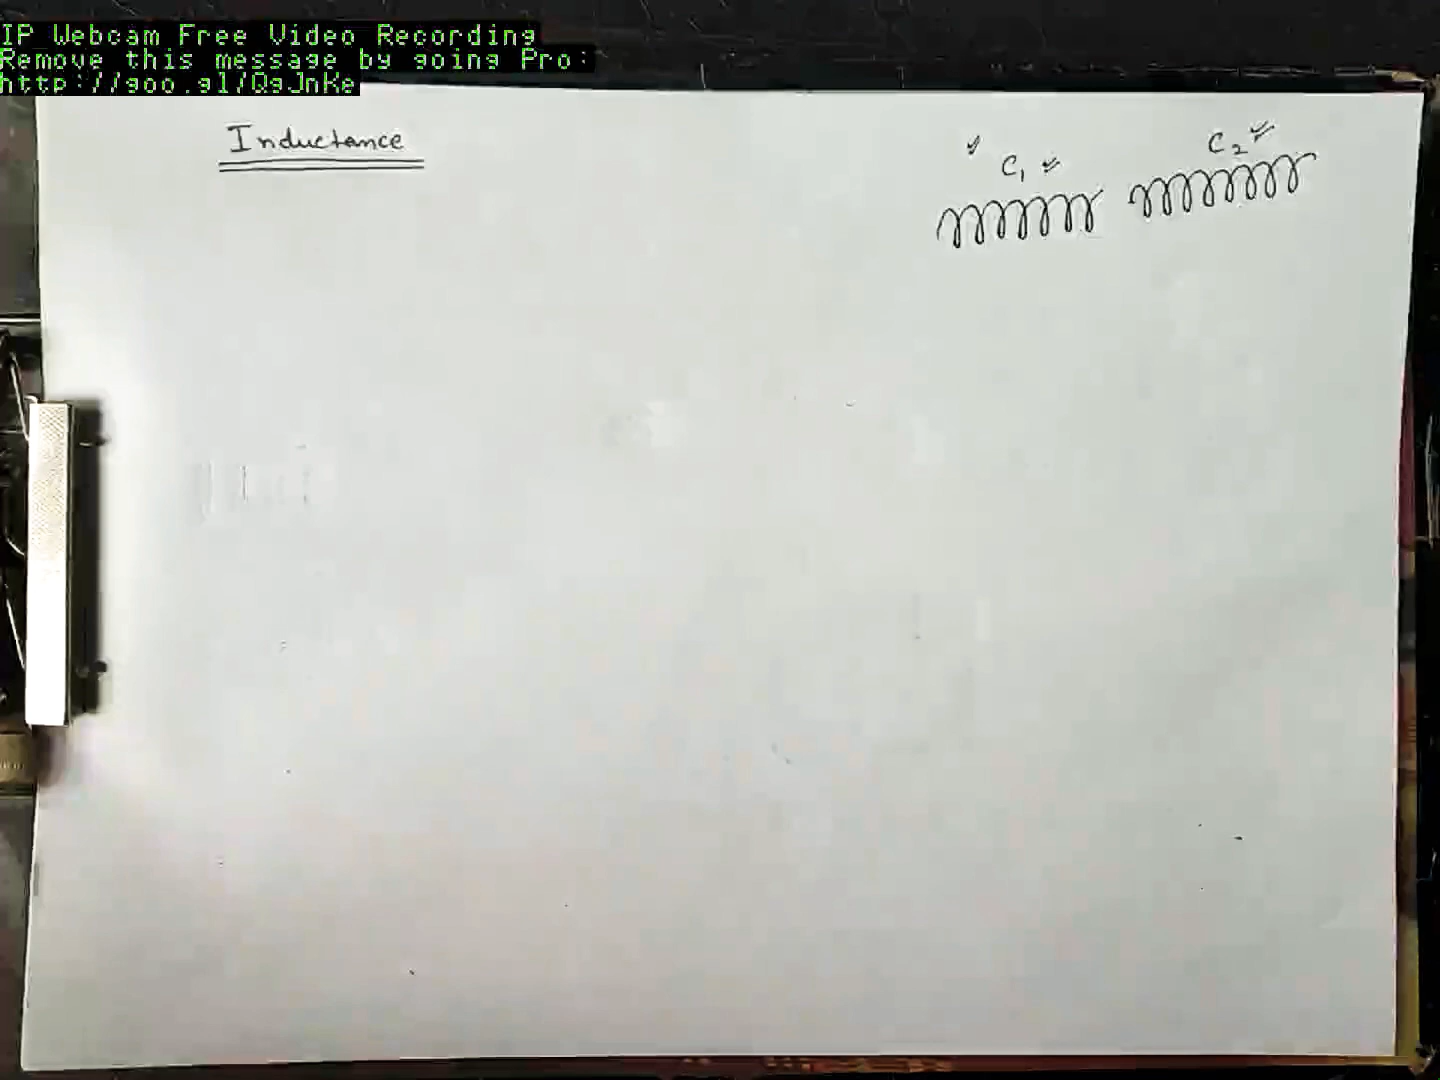 IP Webcam Free Video Recording
Remove this message by going Pro:
http://goo.gl/QgJnKe
Inductance
C₁
C₂